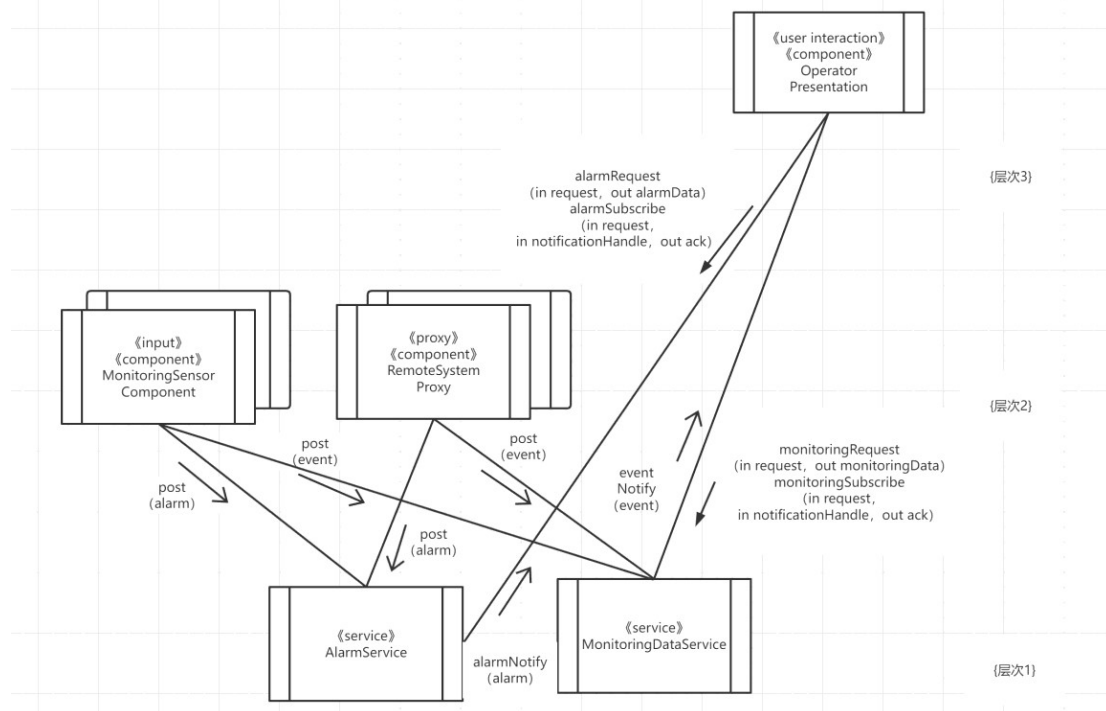 《user interaction》
《component》
Operator
Presentation
alarmRequest
(in request，out alarmData)
alarmSubscribe
(in request，
in notificationHandle，out ack)
{层次3}
《input》
《component》
MonitoringSensor
Component
《proxy》
《component》
RemoteSystem
Proxy
{层次2}
post
(event)
post
(alarm)
post
(event)
post
(alarm)
event
Notify
(event)
monitoringRequest
(in request，out monitoringData)
monitoringSubscribe
(in request，
in notificationHandle，out ack)
《service》
AlarmService
alarmNotify
(alarm)
《service》
MonitoringDataService
{层次1}